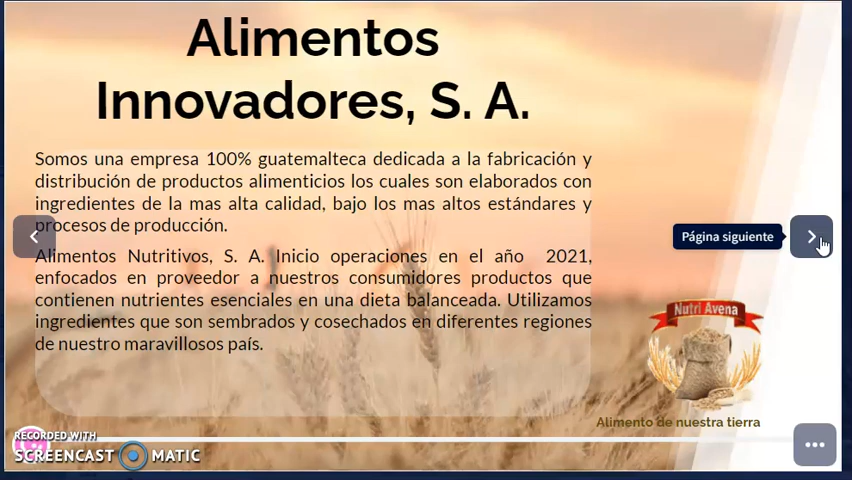 Alimentos
Innovadores, S. A.
Somos una empresa 100% guatemalteca dedicada a la fabricación y
distribución de productos alimenticios los cuales son elaborados con
ingredientes de la mas alta calidad, bajo los mas altos estándares y
procesos de producción.
Alimentos Nutritivos, S. A. Inicio operaciones en el año 2021,
enfocados en proveedor a nuestros consumidores productos que
contienen nutrientes esenciales en una dieta balanceada. Utilizamos
ingredientes que son sembrados y cosechados en diferentes regiones
de nuestro maravillosos país.
Página siguiente
Nutri Avena
Alimento de nuestra tierra
RECORDED WITH
SCREENCAST MATIC